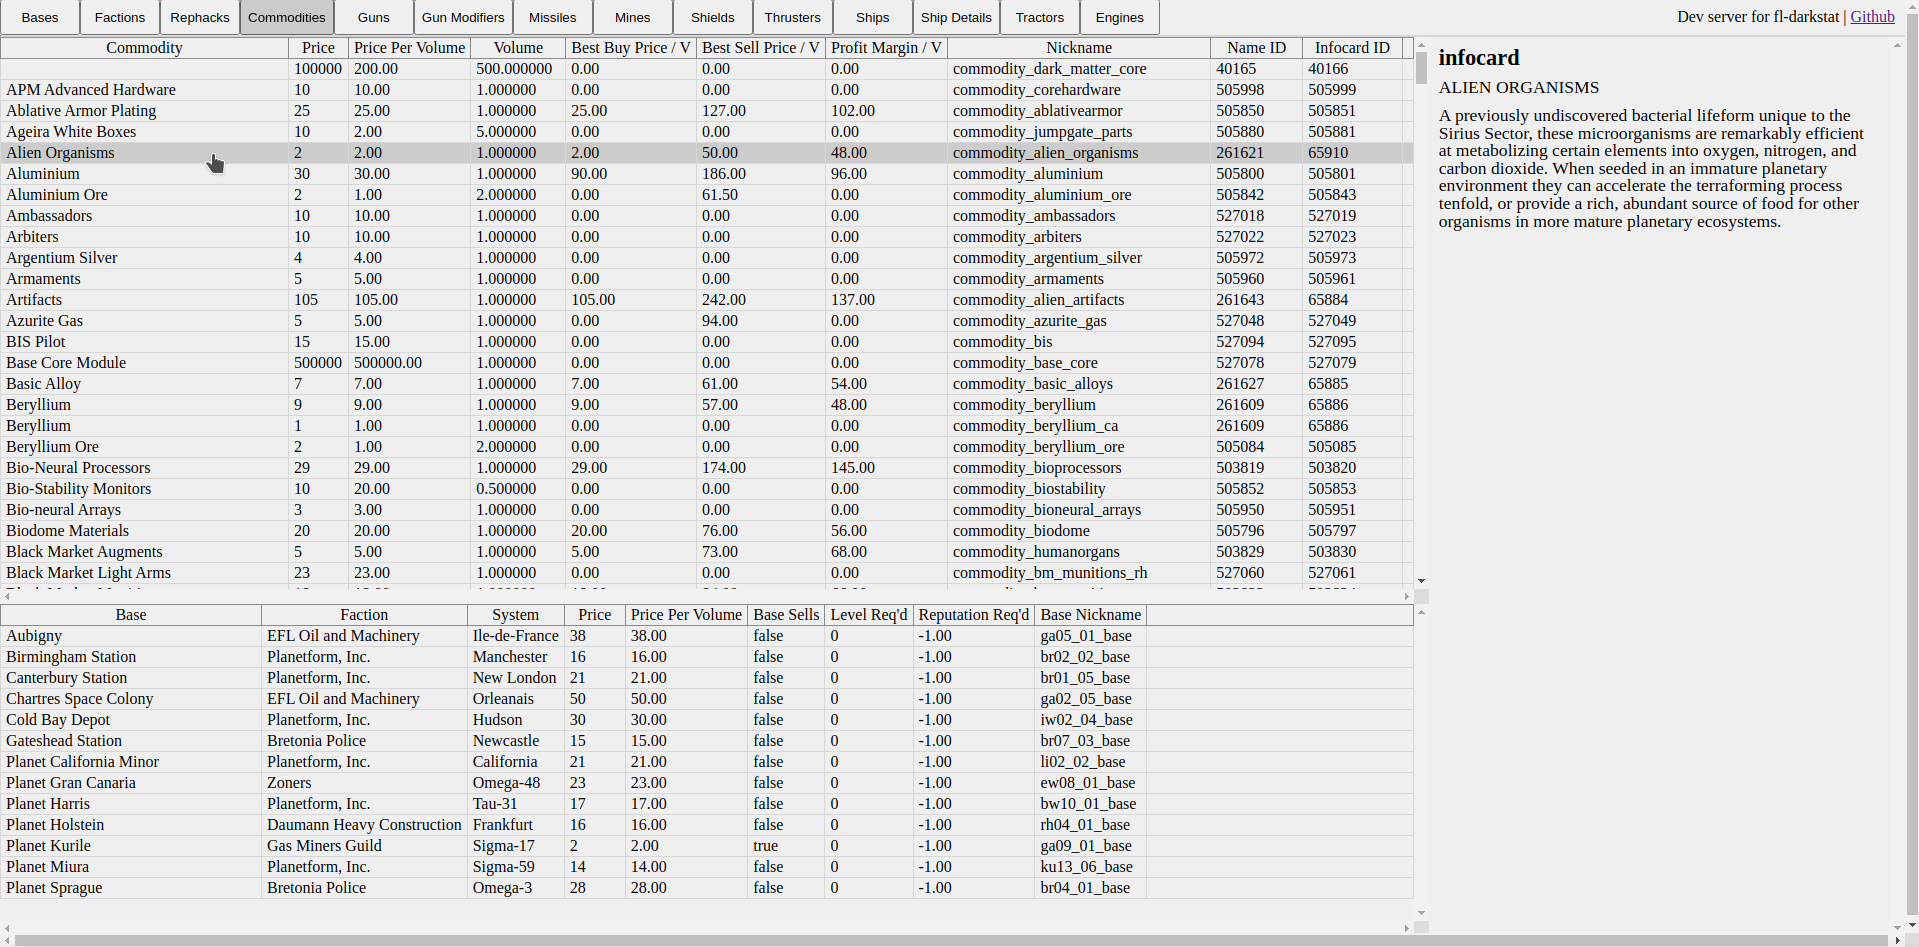 Bases Factions Rephacks Commodities Guns Gun Modifiers Missiles Mines Shields Thrusters Ships Ship Details Tractors Engines Dev server for fl-darkstat | Github
Commodity Price Price Per Volume Volume Best Buy Price / V Best Sell Price / V Profit Margin / V Nickname Name ID Infocard ID
100000 200.00 500.000000 0.00 0.00 0.00 commodity_dark_matter_core 40165 40166
APM Advanced Hardware 10 10.00 1.000000 0.00 0.00 0.00 commodity_corehardware 505998 505999
Ablative Armor Plating 25 25.00 1.000000 25.00 127.00 102.00 commodity_ablativearmor 505850 505851
Ageira White Boxes 10 2.00 5.000000 0.00 0.00 0.00 commodity_jumpgate_parts 505880 505881
Alien Organisms 2 2.00 1.000000 2.00 50.00 48.00 commodity_alien_organisms 261621 65910
Aluminium 30 30.00 1.000000 90.00 186.00 96.00 commodity_aluminium 505800 505801
Aluminium Ore 2 1.00 2.000000 0.00 61.50 0.00 commodity_aluminium_ore 505842 505843
Ambassadors 10 10.00 1.000000 0.00 0.00 0.00 commodity_ambassadors 527018 527019
Arbiters 10 10.00 1.000000 0.00 0.00 0.00 commodity_arbiters 527022 527023
Argentium Silver 4 4.00 1.000000 0.00 0.00 0.00 commodity_argentium_silver 505972 505973
Armaments 5 5.00 1.000000 0.00 0.00 0.00 commodity_armaments 505960 505961
Artifacts 105 105.00 1.000000 105.00 242.00 137.00 commodity_alien_artifacts 261643 65884
Azurite Gas 5 5.00 1.000000 0.00 94.00 0.00 commodity_azurite_gas 527048 527049
BIS Pilot 15 15.00 1.000000 0.00 0.00 0.00 commodity_bis 527094 527095
Base Core Module 500000 500000.00 1.000000 0.00 0.00 0.00 commodity_base_core 527078 527079
Basic Alloy 7 7.00 1.000000 7.00 61.00 54.00 commodity_basic_alloys 261627 65885
Beryllium 9 9.00 1.000000 9.00 57.00 48.00 commodity_beryllium 261609 65886
Beryllium 1 1.00 1.000000 0.00 0.00 0.00 commodity_beryllium_ca 261609 65886
Beryllium Ore 2 1.00 2.000000 0.00 0.00 0.00 commodity_beryllium_ore 505084 505085
Bio-Neural Processors 29 29.00 1.000000 29.00 174.00 145.00 commodity_bioprocessors 503819 503820
Bio-Stability Monitors 10 20.00 0.500000 0.00 0.00 0.00 commodity_biostability 505852 505853
Bio-neural Arrays 3 3.00 1.000000 0.00 0.00 0.00 commodity_bioneural_arrays 505950 505951
Biodome Materials 20 20.00 1.000000 20.00 76.00 56.00 commodity_biodome 505796 505797
Black Market Augments 5 5.00 1.000000 5.00 73.00 68.00 commodity_humanorgans 503829 503830
Black Market Light Arms 23 23.00 1.000000 0.00 0.00 0.00 commodity_bm_munitions_rh 527060 527061
Base Faction System Price Price Per Volume Base Sells Level Req'd Reputation Req'd Base Nickname
Aubigny EFL Oil and Machinery Ile-de-France 38 38.00 false 0 -1.00 ga05_01_base
Birmingham Station Planetform, Inc. Manchester 16 16.00 false 0 -1.00 br02_02_base
Canterbury Station Planetform, Inc. New London 21 21.00 false 0 -1.00 br01_05_base
Chartres Space Colony EFL Oil and Machinery Orleanais 50 50.00 false 0 -1.00 ga02_05_base
Cold Bay Depot Planetform, Inc. Hudson 30 30.00 false 0 -1.00 iw02_04_base
Gateshead Station Bretonia Police Newcastle 15 15.00 false 0 -1.00 br07_03_base
Planet California Minor Planetform, Inc. California 21 21.00 false 0 -1.00 li02_02_base
Planet Gran Canaria Zoners Omega-48 23 23.00 false 0 -1.00 ew08_01_base
Planet Harris Planetform, Inc. Tau-31 17 17.00 false 0 -1.00 bw10_01_base
Planet Holstein Daumann Heavy Construction Frankfurt 16 16.00 false 0 -1.00 rh04_01_base
Planet Kurile Gas Miners Guild Sigma-17 2 2.00 true 0 -1.00 ga09_01_base
Planet Miura Planetform, Inc. Sigma-59 14 14.00 false 0 -1.00 ku13_06_base
Planet Sprague Bretonia Police Omega-3 28 28.00 false 0 -1.00 br04_01_base
infocard
ALIEN ORGANISMS
A previously undiscovered bacterial lifeform unique to the
Sirius Sector, these microorganisms are remarkably efficient
at metabolizing certain elements into oxygen, nitrogen, and
carbon dioxide. When seeded in an immature planetary
environment they can accelerate the terraforming process
tenfold, or provide a rich, abundant source of food for other
organisms in more mature planetary ecosystems.